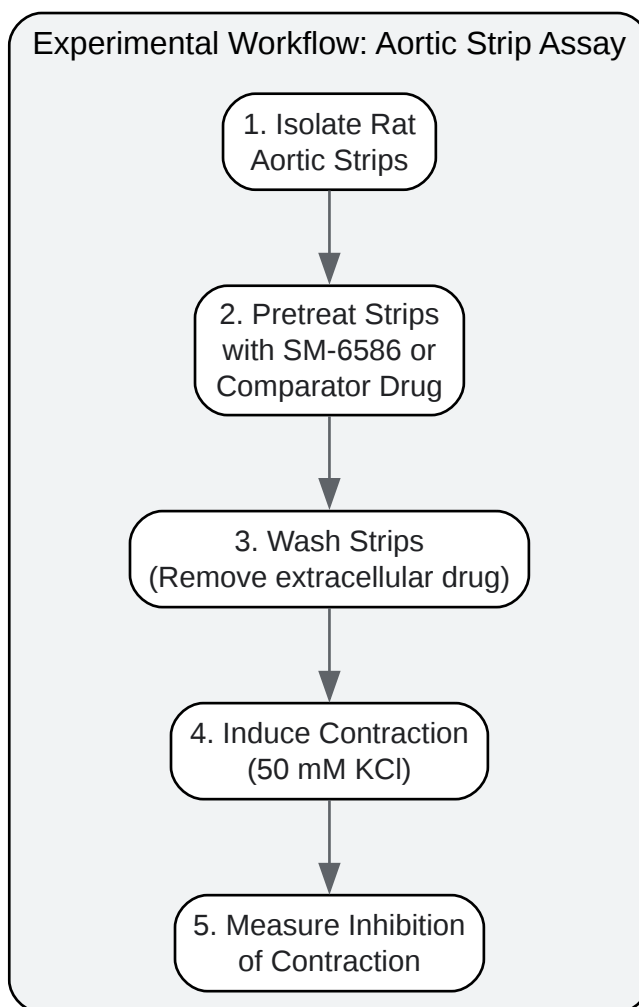 Experimental Workflow: Aortic Strip Assay
1. Isolate Rat
Aortic Strips
2. Pretreat Strips
with SM-6586 or
Comparator Drug
3. Wash Strips
(Remove extracellular drug)
4. Induce Contraction
(50 mM KCl)
5. Measure Inhibition
of Contraction